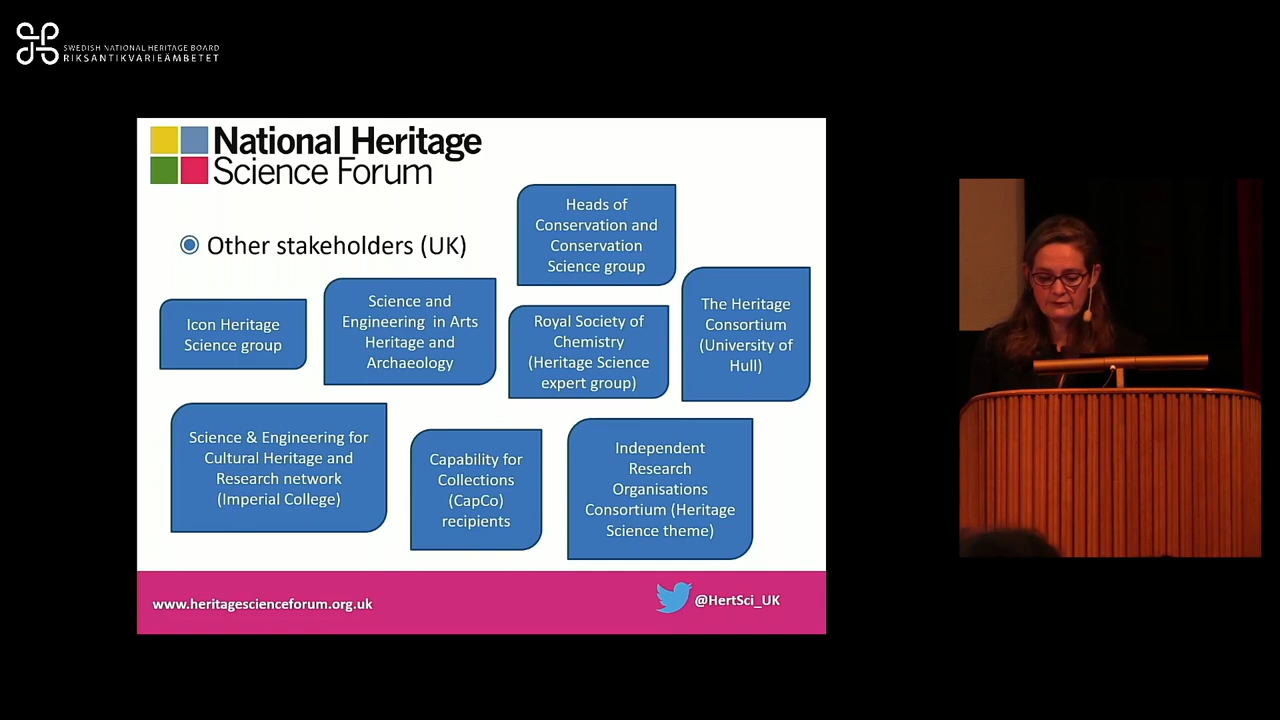 SWEDISH NATIONAL HERITAGE BOARD
RIKSANTIKVARIEÄMBETET
National Heritage
Science Forum
Other stakeholders (UK)
Heads of
Conservation and
Conservation
Science group
Icon Heritage
Science group
Science and
Engineering in Arts
Heritage and
Archaeology
Royal Society of
Chemistry
(Heritage Science
expert group)
The Heritage
Consortium
(University of
Hull)
Science & Engineering for
Cultural Heritage and
Research network
(Imperial College)
Capability for
Collections
(CapCo)
recipients
Independent
Research
Organisations
Consortium (Heritage
Science theme)
www.heritagescienceforum.org.uk
@HertSci_UK